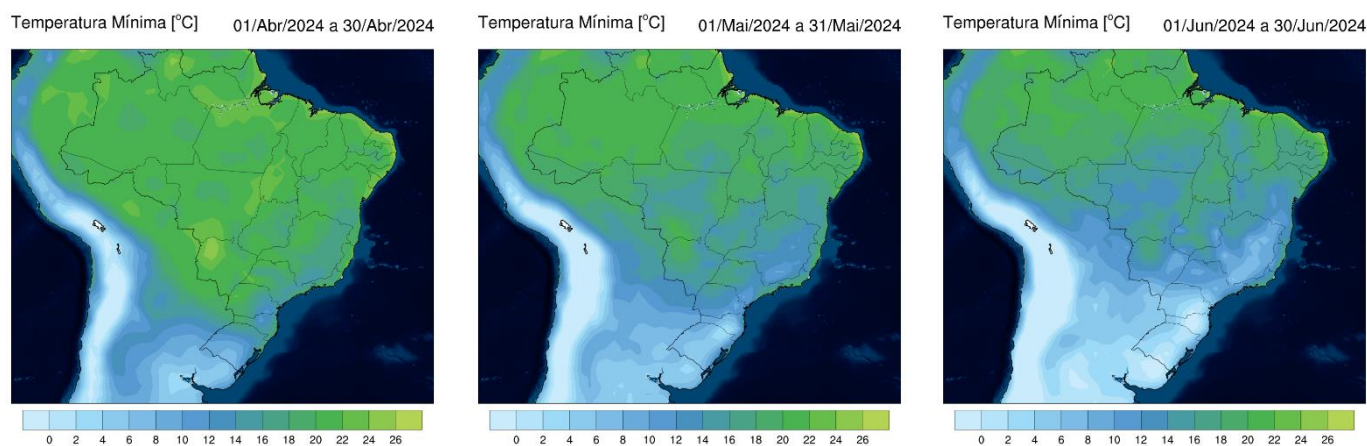 Temperatura Mínima [°C] 01/Abr/2024 a 30/Abr/2024
0 2 4 6 8 10 12 14 16 18 20 22 24 26
Temperatura Mínima [°C] 01/Mai/2024 a 31/Mai/2024
0 2 4 6 8 10 12 14 16 18 20 22 24 26
Temperatura Mínima [°C] 01/Jun/2024 a 30/Jun/2024
0 2 4 6 8 10 12 14 16 18 20 22 24 26